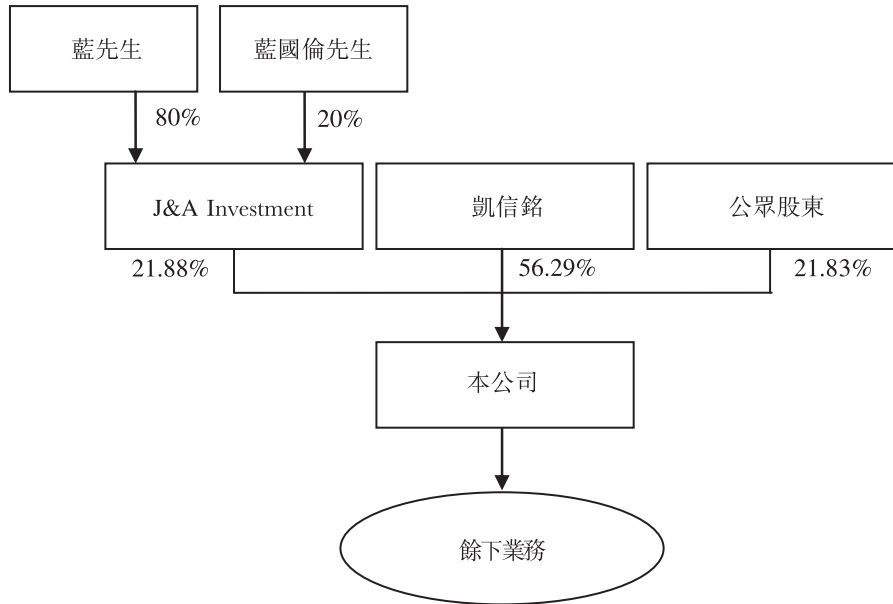 藍先生
藍國倫先生
80%
20%
J&A Investment
凱信銘
公眾股東
21.88%
56.29%
21.83%
本公司
餘下業務